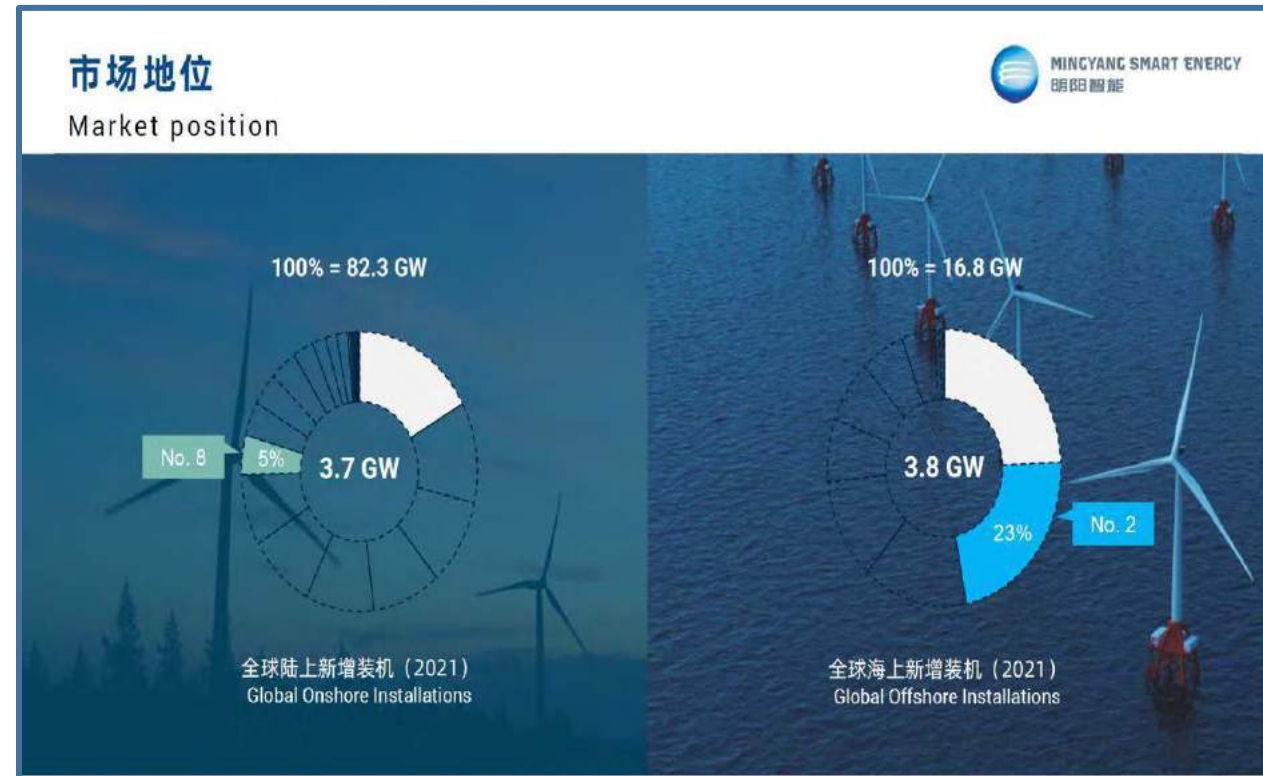 市场地位
Market position
MINGYANG SMART ENERGY
明阳智能
100% = 82.3 GW
No. 8
5%
3.7 GW
全球陆上新增装机（2021）
Global Onshore Installations
100% = 16.8 GW
3.8 GW
23%
No. 2
全球海上新增装机（2021）
Global Offshore Installations